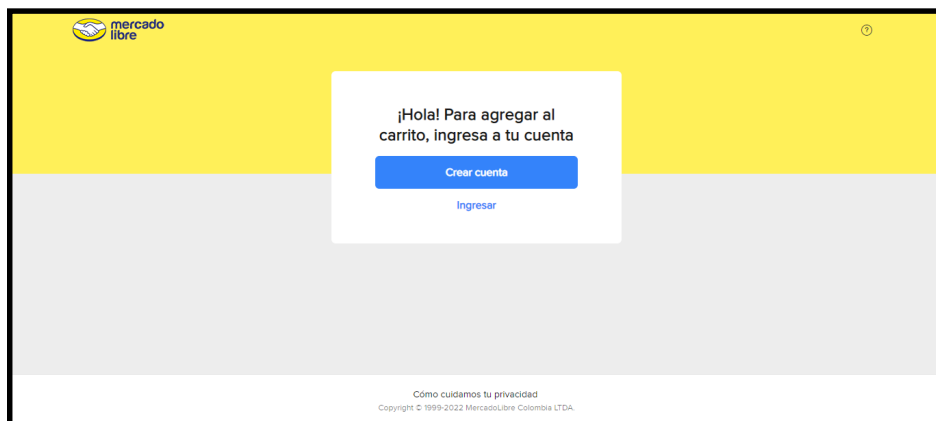 mercado
libre
¡Hola! Para agregar al
carrito, ingresa a tu cuenta
Crear cuenta
Ingresar
Cómo cuidamos tu privacidad
Copyright © 1999-2022 MercadoLibre Colombia LTDA.